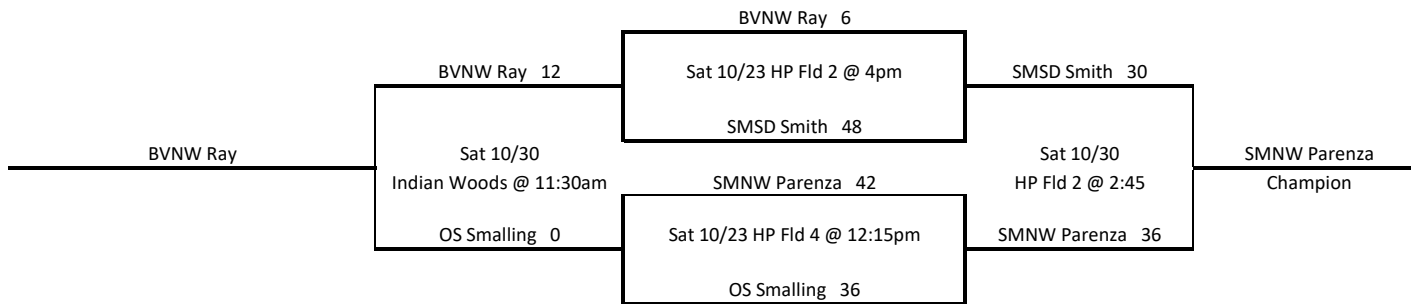 BVNW Ray 6
BVNW Ray 12
Sat 10/23 HP Fld 2 @ 4pm
SMSD Smith 30
SMSD Smith 48
BVNW Ray
Sat 10/30
Indian Woods @ 11:30am
Sat 10/30
HP Fld 2 @ 2:45
SMNW Parenza
Champion
SMNW Parenza 42
OS Smalling 0
Sat 10/23 HP Fld 4 @ 12:15pm
SMNW Parenza 36
OS Smalling 36